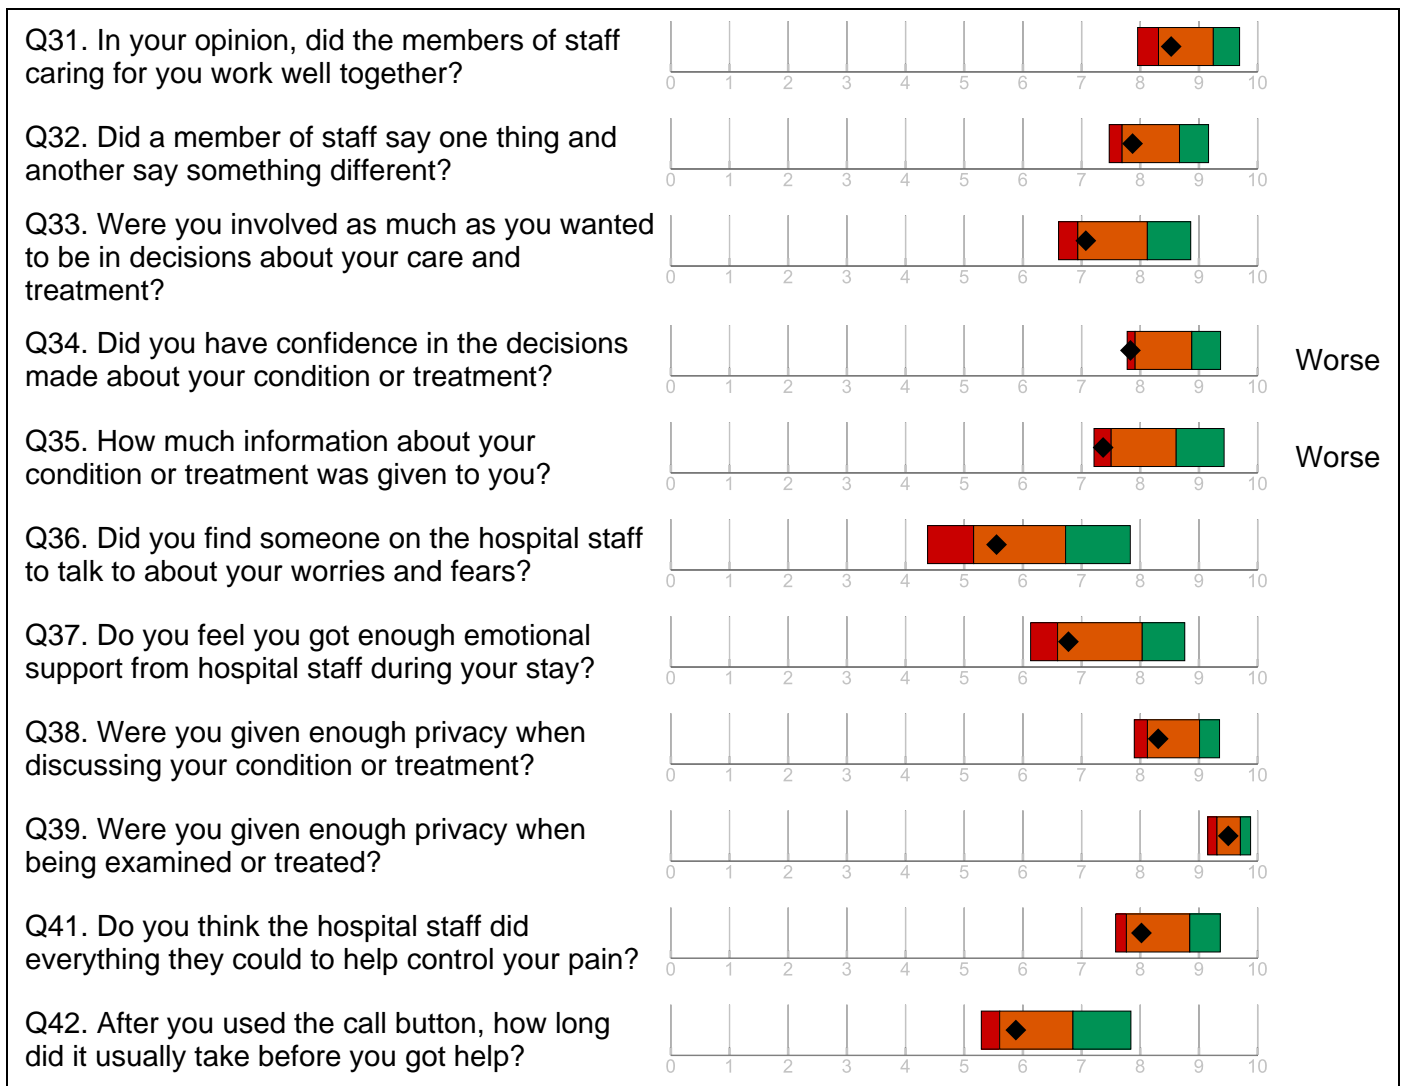 Q31. In your opinion, did the members of staff
caring for you work well together?
0 1 2 3 4 5 6 7 8 9 10
Q32. Did a member of staff say one thing and
another say something different?
0 1 2 3 4 5 6 7 8 9 10
Q33. Were you involved as much as you wanted
to be in decisions about your care and
treatment?
0 1 2 3 4 5 6 7 8 9 10
Q34. Did you have confidence in the decisions
made about your condition or treatment?
Worse
0 1 2 3 4 5 6 7 8 9 10
Q35. How much information about your
condition or treatment was given to you?
Worse
0 1 2 3 4 5 6 7 8 9 10
Q36. Did you find someone on the hospital staff
to talk to about your worries and fears?
0 1 2 3 4 5 6 7 8 9 10
Q37. Do you feel you got enough emotional
support from hospital staff during your stay?
0 1 2 3 4 5 6 7 8 9 10
Q38. Were you given enough privacy when
discussing your condition or treatment?
0 1 2 3 4 5 6 7 8 9 10
Q39. Were you given enough privacy when
being examined or treated?
0 1 2 3 4 5 6 7 8 9 10
Q41. Do you think the hospital staff did
everything they could to help control your pain?
0 1 2 3 4 5 6 7 8 9 10
Q42. After you used the call button, how long
did it usually take before you got help?
0 1 2 3 4 5 6 7 8 9 10